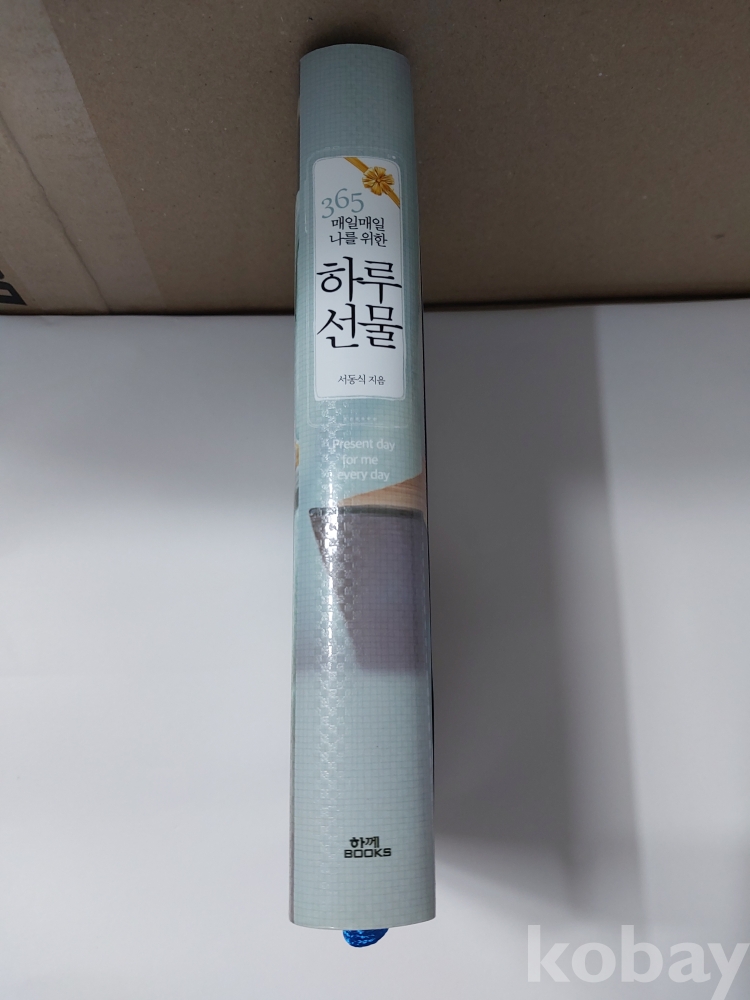 365
매일매일
나를 위한
하루
선물
서동식 지음
Present day
for me
every day
함께
BOOKS
kobay